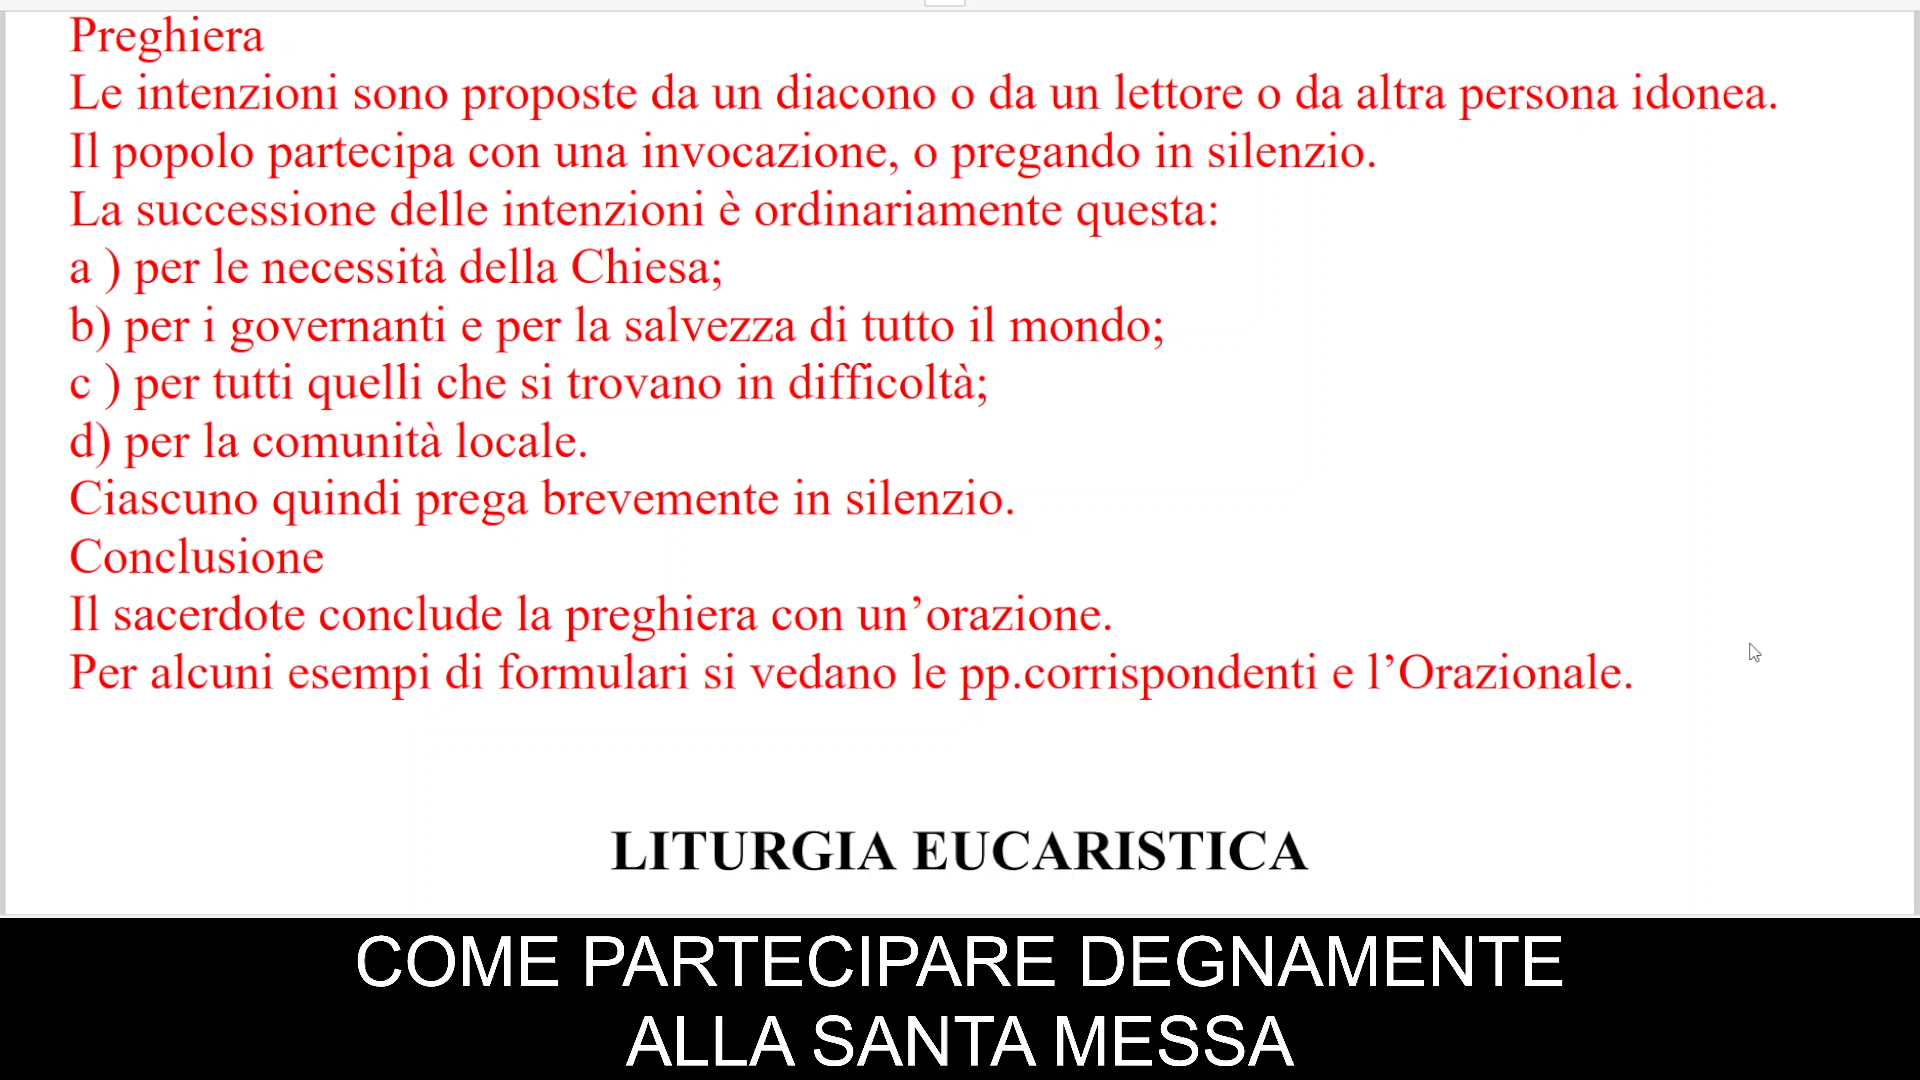 Preghiera
Le intenzioni sono proposte da un diacono o da un lettore o da altra persona idonea.
Il popolo partecipa con una invocazione, o pregando in silenzio.
La successione delle intenzioni è ordinariamente questa:
a ) per le necessità della Chiesa;
b) per i governanti e per la salvezza di tutto il mondo;
c ) per tutti quelli che si trovano in difficoltà;
d) per la comunità locale.
Ciascuno quindi prega brevemente in silenzio.
Conclusione
Il sacerdote conclude la preghiera con un’orazione.
Per alcuni esempi di formulari si vedano le pp.corrispondenti e l’Orazionale.
LITURGIA EUCARISTICA
COME PARTECIPARE DEGNAMENTE
ALLA SANTA MESSA